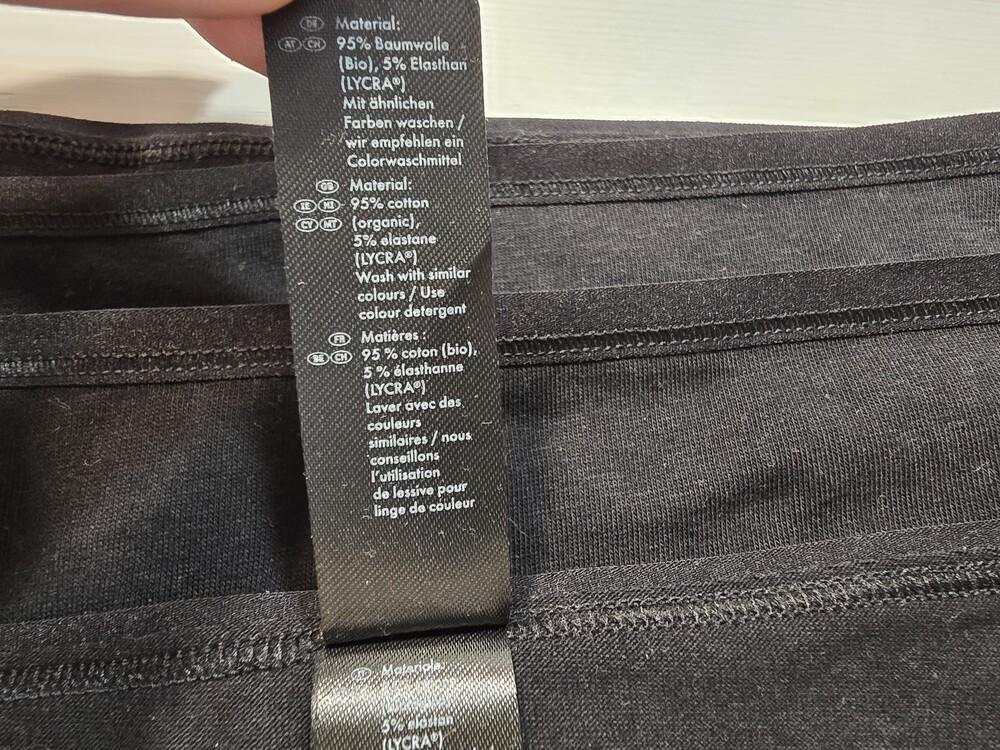 DE Material:
AT CH 95% Baumwolle
(Bio), 5% Elasthan
(LYCRA®)
Mit ähnlichen
Farben waschen /
wir empfehlen ein
Colorwaschmittel
GB Material:
IE NI 95% cotton
CY MT (organic),
5% elastane
(LYCRA®)
Wash with similar
colours / Use
colour detergent
FR Matières :
BE CH 95 % coton (bio),
5 % élasthanne
(LYCRA®)
Laver avec des
couleurs
similaires / nous
conseillons
l'utilisation
de lessive pour
linge de couleur
IT Materiale
5% elastan
(LYCRA®)